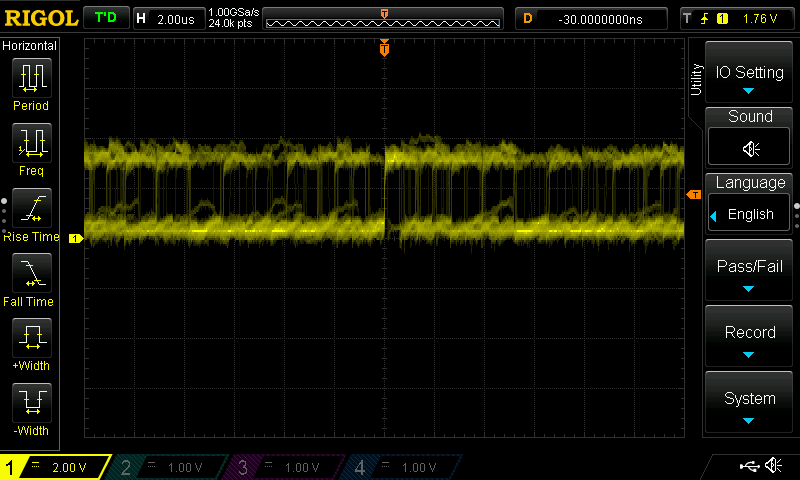 RIGOL T'D H 2.00us 1.00GSa/s 24.0k pts T D -30.0000000ns T 1 1.76 V
Horizontal
Period
Freq
Rise Time
Fall Time
+Width
-Width
T
1
T
Utility
IO Setting
Sound
Language
English
Pass/Fail
Record
System
1 2.00 V 2 1.00 V 3 1.00 V 4 1.00 V